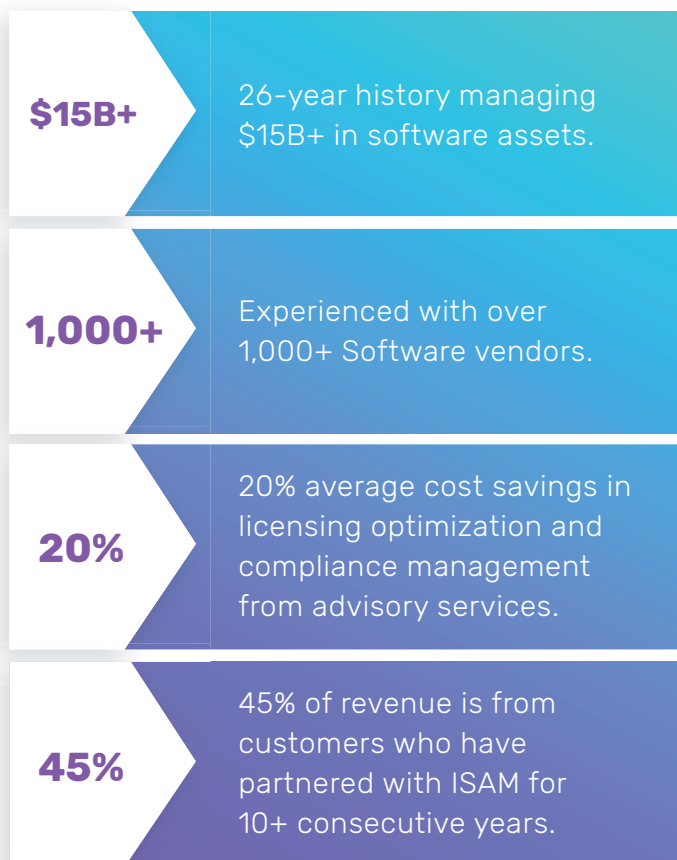 $15B+
26-year history managing
$15B+ in software assets.
1,000+
Experienced with over
1,000+ Software vendors.
20%
20% average cost savings in
licensing optimization and
compliance management
from advisory services.
45%
45% of revenue is from
customers who have
partnered with ISAM for
10+ consecutive years.